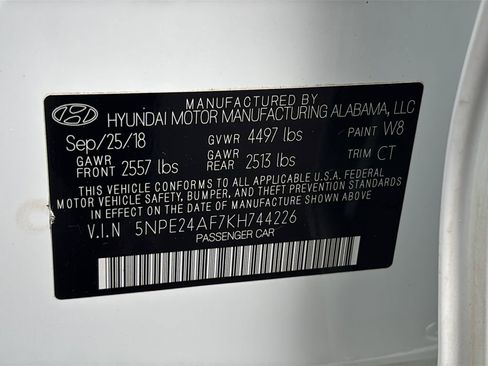 MANUFACTURED BY
HYUNDAI MOTOR MANUFACTURING ALABAMA, LLC
Sep/25/18 GVWR 4497 lbs PAINT W8
GAWR FRONT 2557 lbs GAWR REAR 2513 lbs TRIM CT
THIS VEHICLE CONFORMS TO ALL APPLICABLE U.S.A. FEDERAL
MOTOR VEHICLE SAFETY, BUMPER, AND THEFT PREVENTION STANDARDS
IN EFFECT ON THE DATE OF MANUFACTURE SHOWN ABOVE.
V.I.N 5NPE24AF7KH744226
PASSENGER CAR